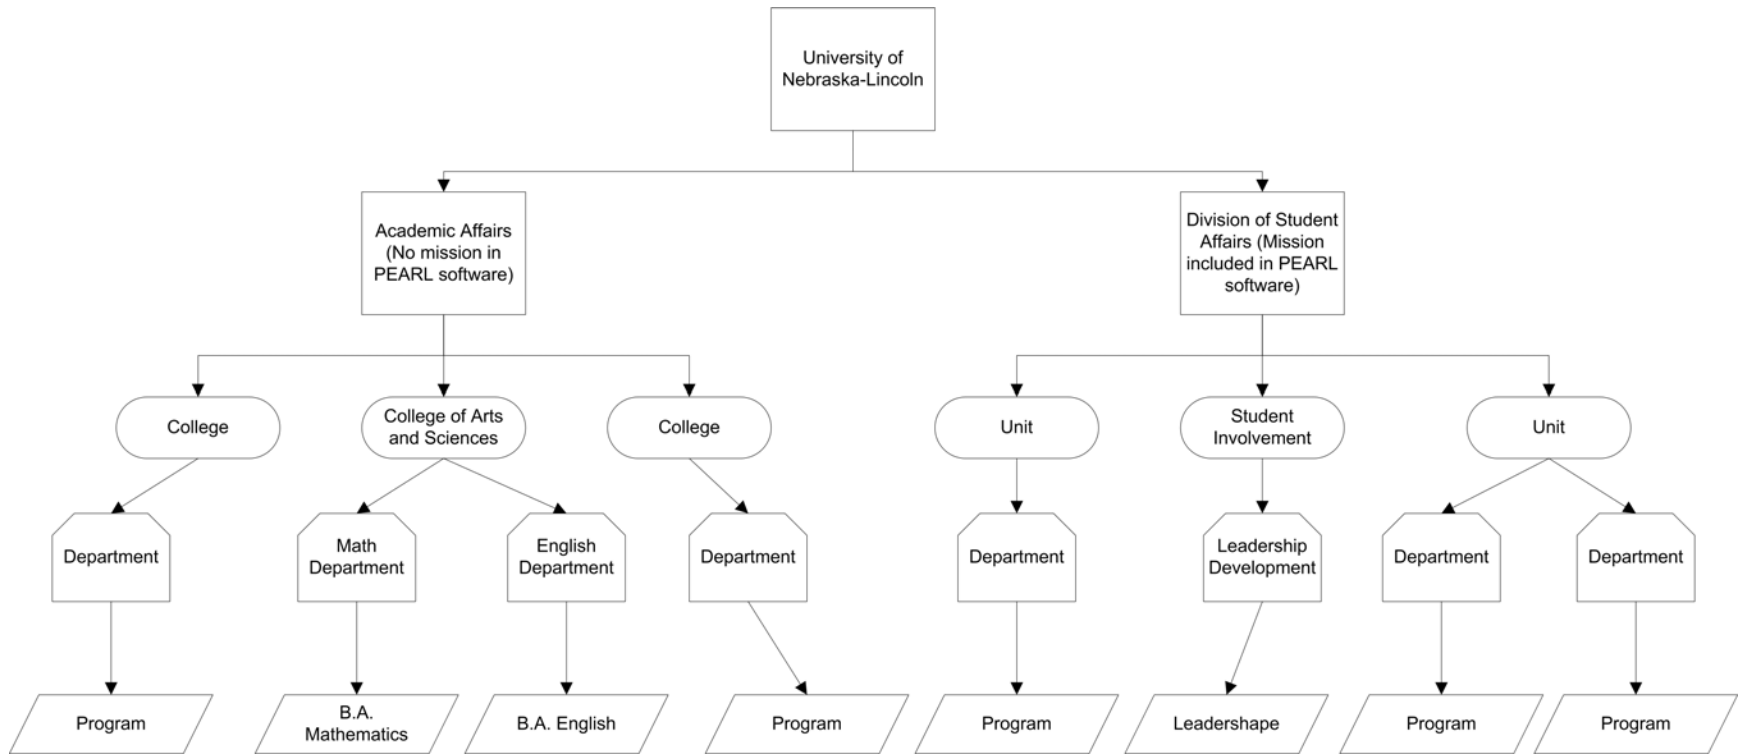 University of
Nebraska-Lincoln
Academic Affairs
(No mission in
PEARL software)
Division of Student
Affairs (Mission
included in PEARL
software)
College
College of Arts
and Sciences
College
Unit
Student
Involvement
Unit
Department
Math
Department
English
Department
Department
Department
Leadership
Development
Department
Department
Program
B.A.
Mathematics
B.A. English
Program
Program
Leadershape
Program
Program